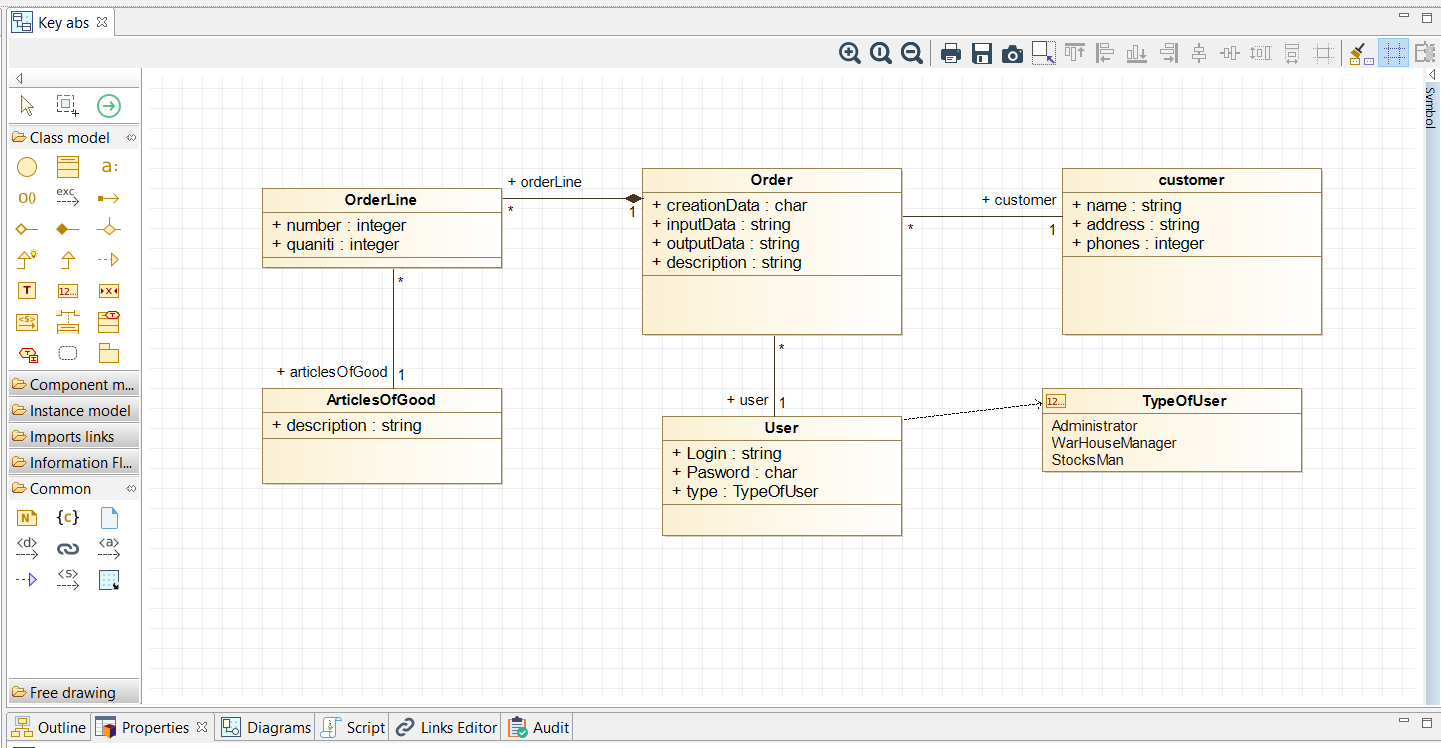 Key abs
Symbol
Class model
a:
O()
exc
T
12...
x
<S>
T
T
Component m...
Instance model
Imports links
Information Fl...
Common
N
{c}
<d>
<a>
<S>
Free drawing
OrderLine
+ number : integer
+ quaniti : integer
+ orderLine
*
1
Order
+ creationData : char
+ inputData : string
+ outputData : string
+ description : string
+ customer
*
1
customer
+ name : string
+ address : string
+ phones : integer
*
+ articlesOfGood
1
ArticlesOfGood
+ description : string
*
+ user
1
User
+ Login : string
+ Pasword : char
+ type : TypeOfUser
12...
TypeOfUser
Administrator
WarHouseManager
StocksMan
Outline
Properties
Diagrams
Script
Links Editor
Audit